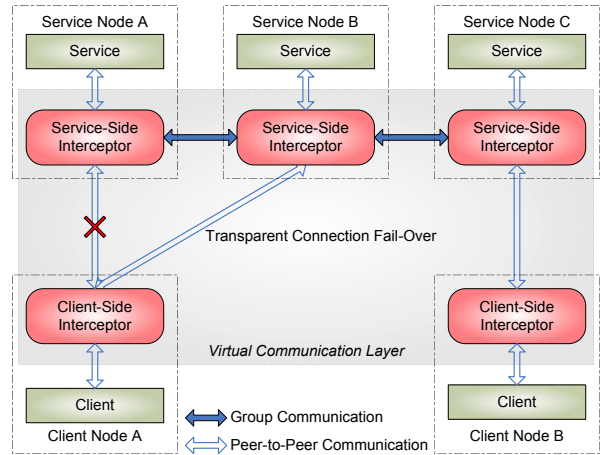 Service Node A
Service Node B
Service Node C
Service
Service
Service
Service-Side
Interceptor
Service-Side
Interceptor
Service-Side
Interceptor
Transparent Connection Fail-Over
Client-Side
Interceptor
Client-Side
Interceptor
Virtual Communication Layer
Client
Client
Group Communication
Client Node A
Peer-to-Peer Communication
Client Node B